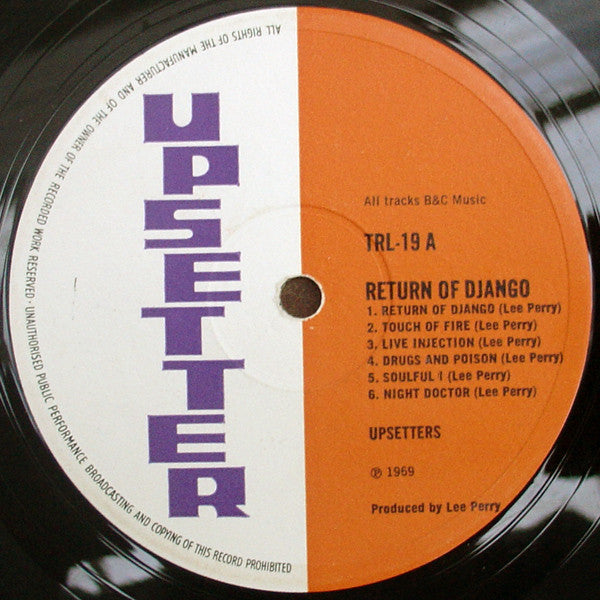 ALL RIGHTS OF THE MANUFACTURER AND OF THE OWNER OF THE RECORDED WORK RESERVED · UNAUTHORISED PUBLIC PERFORMANCE BROADCASTING AND COPYING OF THIS RECORD PROHIBITED
UPSETTER
All tracks B&C Music
TRL-19 A
RETURN OF DJANGO
1. RETURN OF DJANGO (Lee Perry)
2. TOUCH OF FIRE (Lee Perry)
3. LIVE INJECTION (Lee Perry)
4. DRUGS AND POISON (Lee Perry)
5. SOULFUL I (Lee Perry)
6. NIGHT DOCTOR (Lee Perry)
UPSETTERS
℗ 1969
Produced by Lee Perry